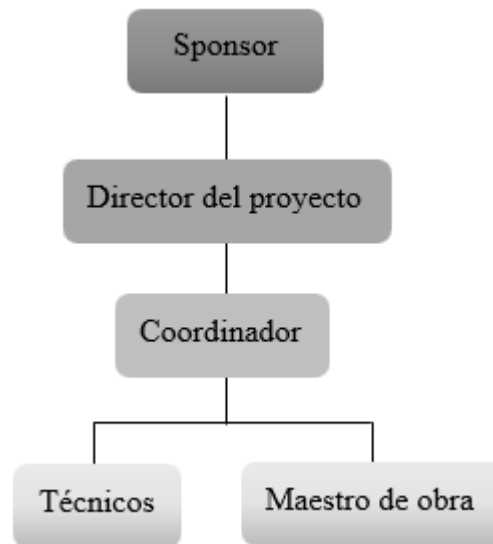 Sponsor
Director del proyecto
Coordinador
Técnicos
Maestro de obra